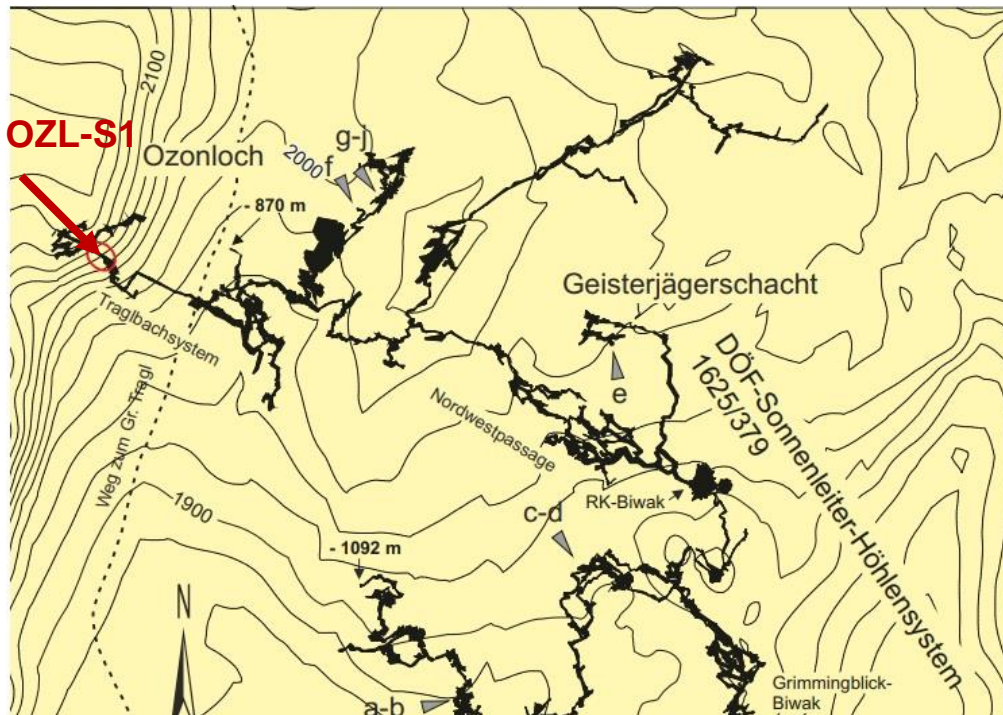 2100
OZL-S1
Ozonloch
g-j
2000
f
- 870 m
Traglbachsystem
Weg zum Gr. Tragl
Geisterjägerschacht
e
DÖF-Sonnenleiter-Höhlensystem
1625/379
Nordwestpassage
RK-Biwak
1900
c-d
- 1092 m
N
Grimmingblick-
Biwak
a-b